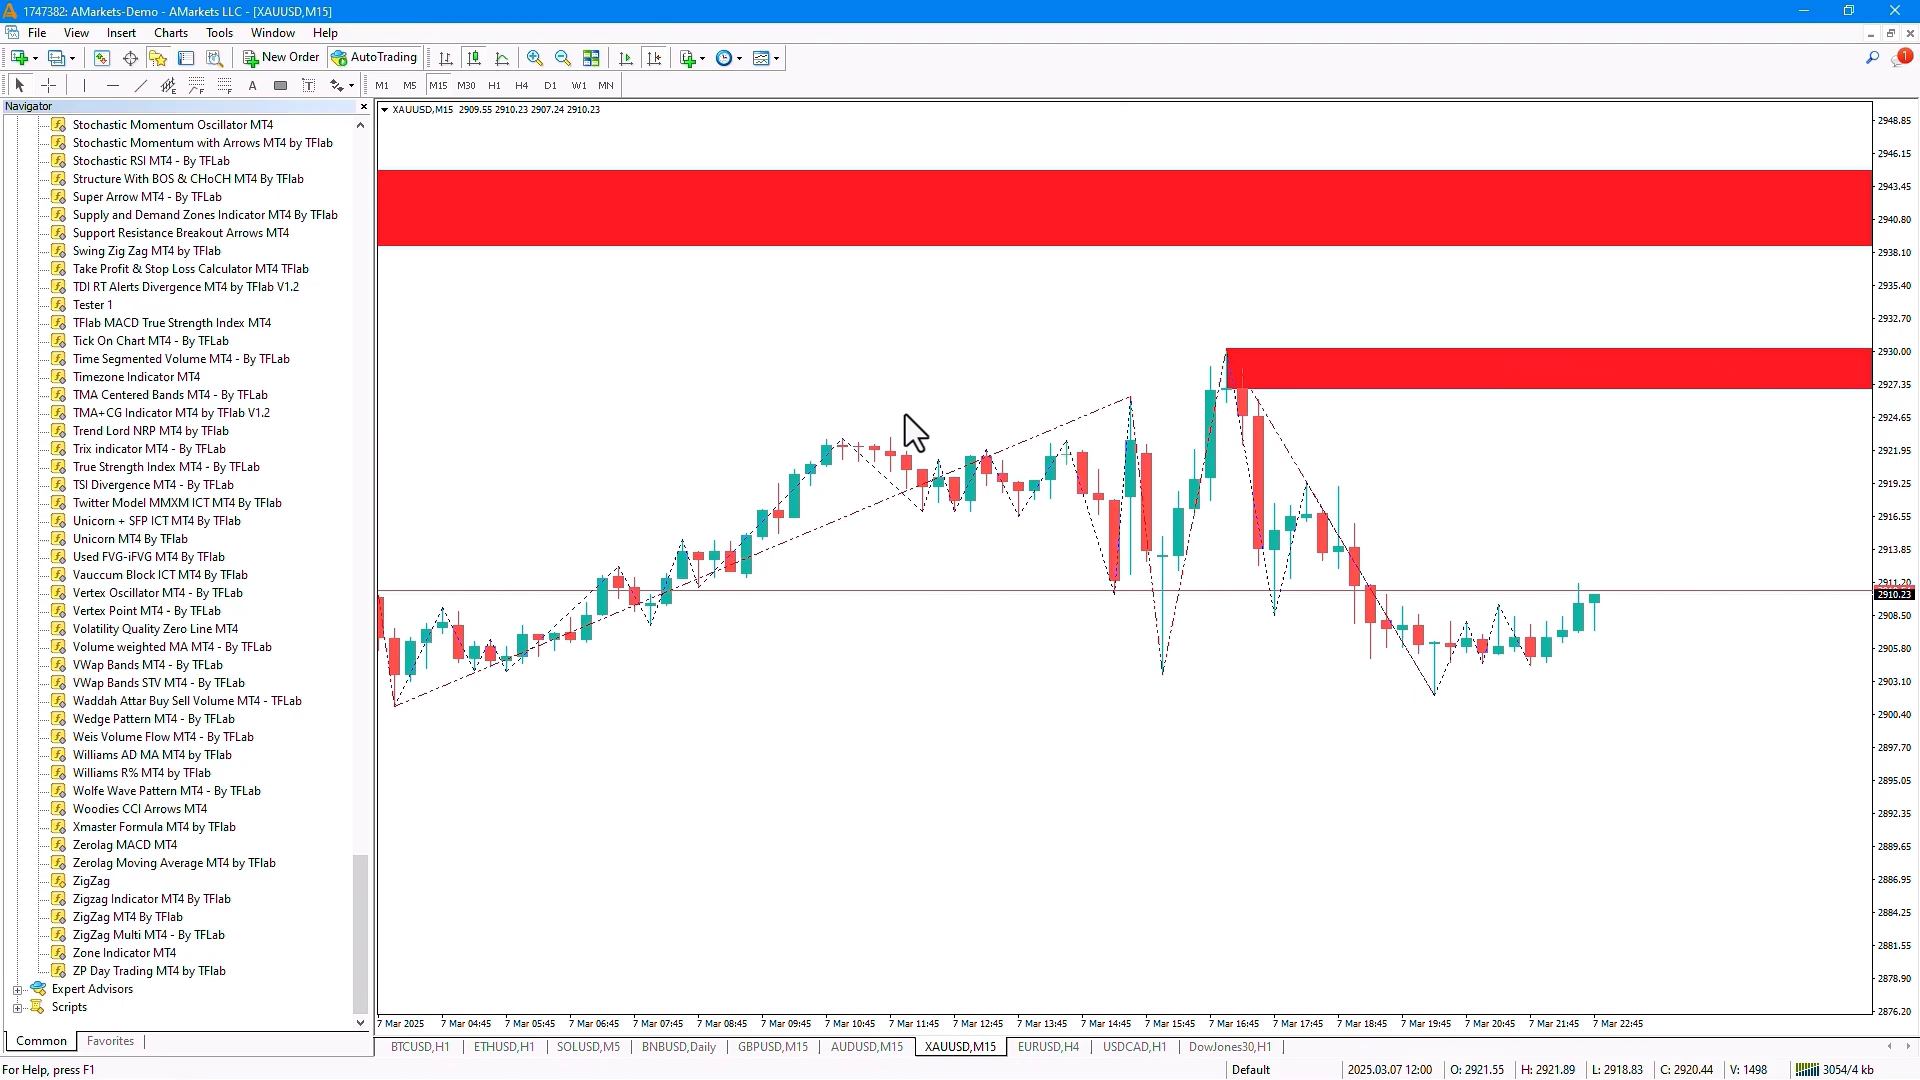 1747382: AMarkets-Demo - AMarkets LLC - [XAUUSD,M15]
File View Insert Charts Tools Window Help
New Order AutoTrading 1
A T M1 M5 M15 M30 H1 H4 D1 W1 MN
Navigator
Stochastic Momentum Oscillator MT4
Stochastic Momentum with Arrows MT4 by TFlab
Stochastic RSI MT4 - By TFLab
Structure With BOS & CHoCH MT4 By TFlab
Super Arrow MT4 - By TFLab
Supply and Demand Zones Indicator MT4 By TFlab
Support Resistance Breakout Arrows MT4
Swing Zig Zag MT4 by TFlab
Take Profit & Stop Loss Calculator MT4 TFlab
TDI RT Alerts Divergence MT4 by TFlab V1.2
Tester 1
TFlab MACD True Strength Index MT4
Tick On Chart MT4 - By TFLab
Time Segmented Volume MT4 - By TFLab
Timezone Indicator MT4
TMA Centered Bands MT4 - By TFLab
TMA+CG Indicator MT4 by TFlab V1.2
Trend Lord NRP MT4 by TFlab
Trix indicator MT4 - By TFLab
True Strength Index MT4 - By TFLab
TSI Divergence MT4 - By TFLab
Twitter Model MMXM ICT MT4 By TFlab
Unicorn + SFP ICT MT4 By TFlab
Unicorn MT4 By TFlab
Used FVG-iFVG MT4 By TFlab
Vauccum Block ICT MT4 By TFlab
Vertex Oscillator MT4 - By TFLab
Vertex Point MT4 - By TFLab
Volatility Quality Zero Line MT4
Volume weighted MA MT4 - By TFLab
VWap Bands MT4 - By TFLab
VWap Bands STV MT4 - By TFLab
Waddah Attar Buy Sell Volume MT4 - TFLab
Wedge Pattern MT4 - By TFLab
Weis Volume Flow MT4 - By TFLab
Williams AD MA MT4 by TFlab
Williams R% MT4 by TFlab
Wolfe Wave Pattern MT4 - By TFLab
Woodies CCI Arrows MT4
Xmaster Formula MT4 by TFlab
Zerolag MACD MT4
Zerolag Moving Average MT4 by TFlab
ZigZag
Zigzag Indicator MT4 By TFLab
ZigZag MT4 By TFlab
ZigZag Multi MT4 - By TFLab
Zone Indicator MT4
ZP Day Trading MT4 by TFlab
Expert Advisors
Scripts
Common Favorites
XAUUSD,M15 2909.55 2910.23 2907.24 2910.23
2948.85
2946.15
2943.45
2940.80
2938.10
2935.40
2932.70
2930.00
2927.35
2924.65
2921.95
2919.25
2916.55
2913.85
2911.20
2910.23
2908.50
2905.80
2903.10
2900.40
2897.70
2895.05
2892.35
2889.65
2886.95
2884.25
2881.55
2878.90
2876.20
7 Mar 2025 7 Mar 04:45 7 Mar 05:45 7 Mar 06:45 7 Mar 07:45 7 Mar 08:45 7 Mar 09:45 7 Mar 10:45 7 Mar 11:45 7 Mar 12:45 7 Mar 13:45 7 Mar 14:45 7 Mar 15:45 7 Mar 16:45 7 Mar 17:45 7 Mar 18:45 7 Mar 19:45 7 Mar 20:45 7 Mar 21:45 7 Mar 22:45
BTCUSD,H1 ETHUSD,H1 SOLUSD,M5 BNBUSD,Daily GBPUSD,M15 AUDUSD,M15 XAUUSD,M15 EURUSD,H4 USDCAD,H1 DowJones30,H1
For Help, press F1 Default 2025.03.07 12:00 O: 2921.55 H: 2921.89 L: 2918.83 C: 2920.44 V: 1498 3054/4 kb